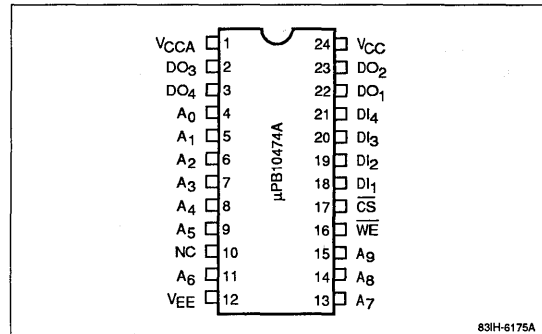 VCCA 1 24 VCC
DO3 2 23 DO2
DO4 3 22 DO1
A0 4 21 DI4
A1 5 20 DI3
A2 6 19 DI2
A3 7 18 DI1
A4 8 17 CS
A5 9 16 WE
NC 10 15 A9
A6 11 14 A8
VEE 12 13 A7
μPB10474A
83IH-6175A